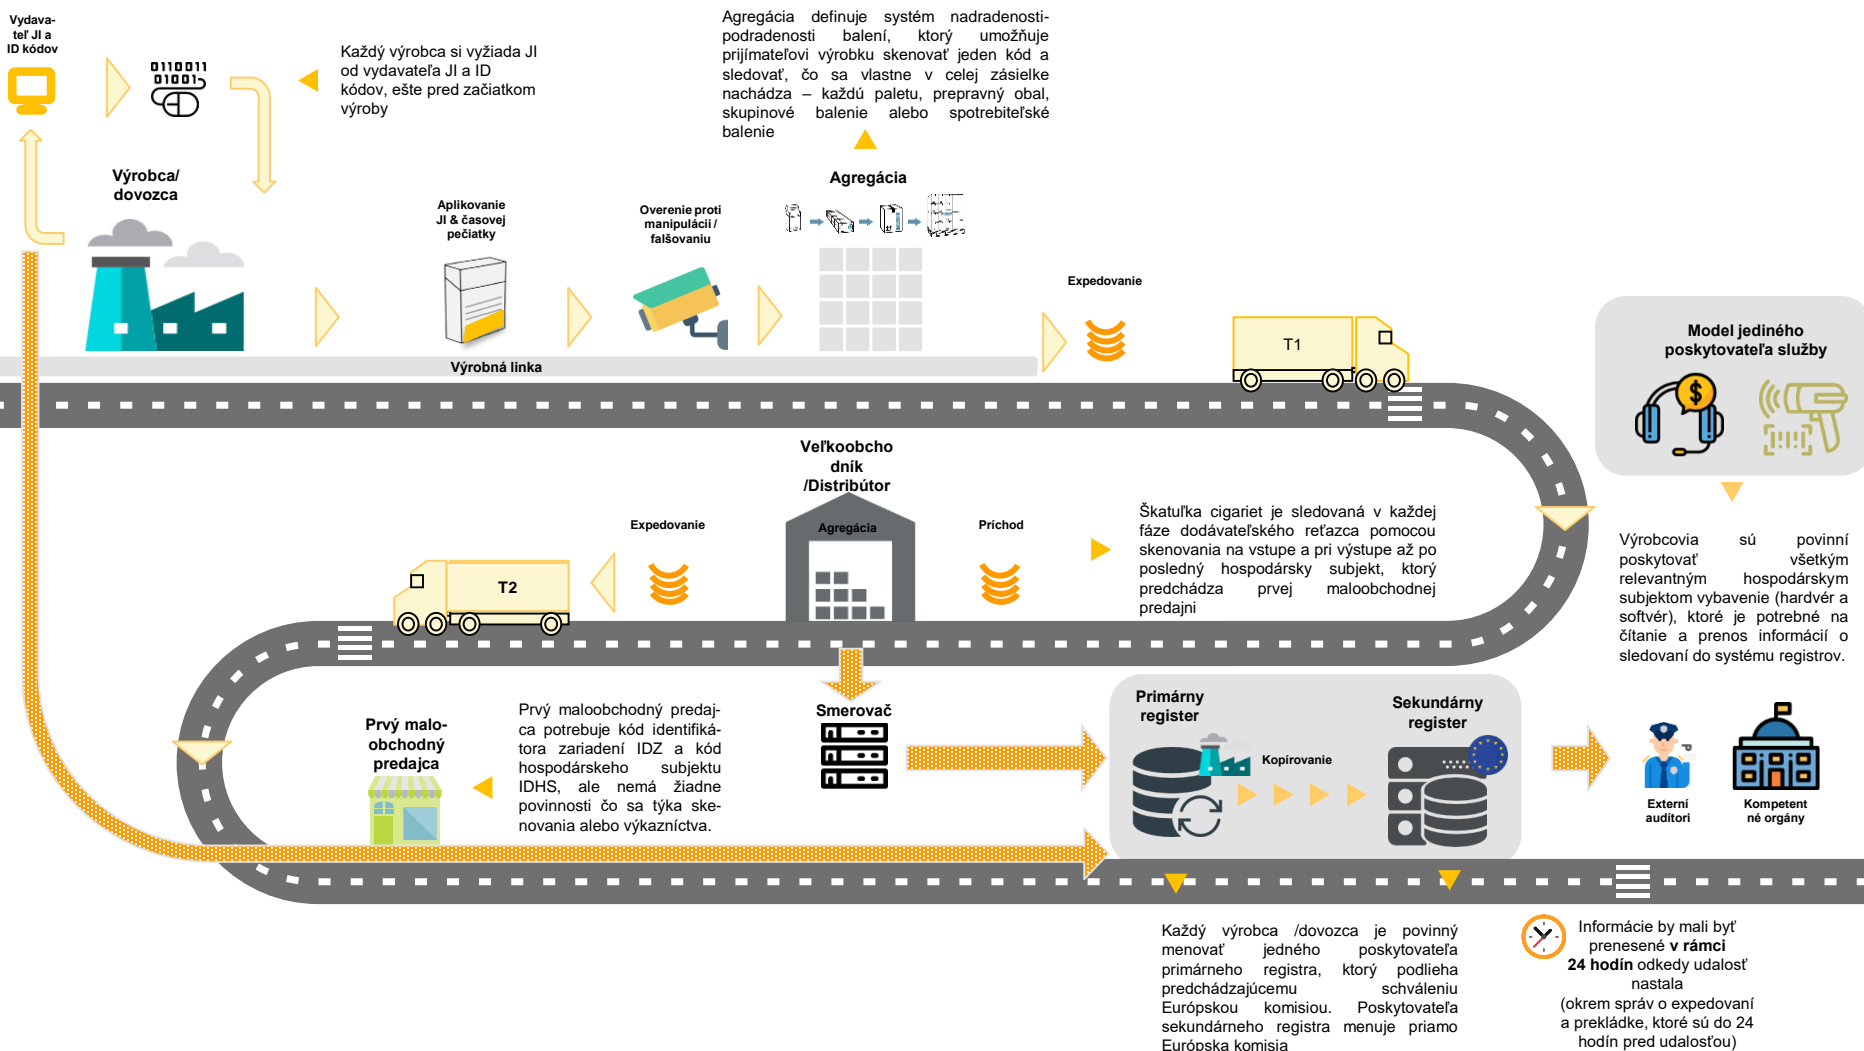 Vydava-
teľ JI a
ID kódov
0110011
01001
Každý výrobca si vyžiada JI
od vydavateľa JI a ID
kódov, ešte pred začiatkom
výroby
Agregácia definuje systém nadradenosti-
podradenosti balení, ktorý umožňuje
prijímateľovi výrobku skenovať jeden kód a
sledovať, čo sa vlastne v celej zásielke
nachádza – každú paletu, prepravný obal,
skupinové balenie alebo spotrebiteľské
balenie
Výrobca/
dovozca
Aplikovanie
JI & časovej
pečiatky
Overenie proti
manipulácii /
falšovaniu
Agregácia
Expedovanie
Výrobná linka
T1
Model jediného
poskytovateľa služby
$
Výrobcovia sú povinní
poskytovať všetkým
relevantným hospodárskym
subjektom vybavenie (hardvér a
softvér), ktoré je potrebné na
čítanie a prenos informácií o
sledovaní do systému registrov.
Veľkoobcho
dník
/Distribútor
Agregácia
Expedovanie
Príchod
T2
Škatuľka cigariet je sledovaná v každej
fáze dodávateľského reťazca pomocou
skenovania na vstupe a pri výstupe až po
posledný hospodársky subjekt, ktorý
predchádza prvej maloobchodnej
predajni
Prvý malo-
obchodný
predajca
Prvý maloobchodný predaj-
ca potrebuje kód identifiká-
tora zariadení IDZ a kód
hospodárskeho subjektu
IDHS, ale nemá žiadne
povinnosti čo sa týka ske-
novania alebo výkazníctva.
Smerovač
Primárny
register
Kopírovanie
Sekundárny
register
Externí
audítori
Kompetent
né orgány
Každý výrobca /dovozca je povinný
menovať jedného poskytovateľa
primárneho registra, ktorý podlieha
predchádzajúcemu schváleniu
Európskou komisiou. Poskytovateľa
sekundárneho registra menuje priamo
Európska komisia
Informácie by mali byť
prenesené v rámci
24 hodín odkedy udalosť
nastala
(okrem správ o expedovaní
a prekládke, ktoré sú do 24
hodín pred udalosťou)